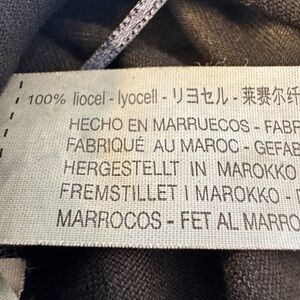 100% liocel - lyocell - リヨセル - 莱赛尔纤
HECHO EN MARRUECOS - FABR
FABRIQUÉ AU MAROC - GEFAB
HERGESTELLT IN MAROKKO
FREMSTILLET I MAROKKO -
MARROCOS - FET AL MARRO